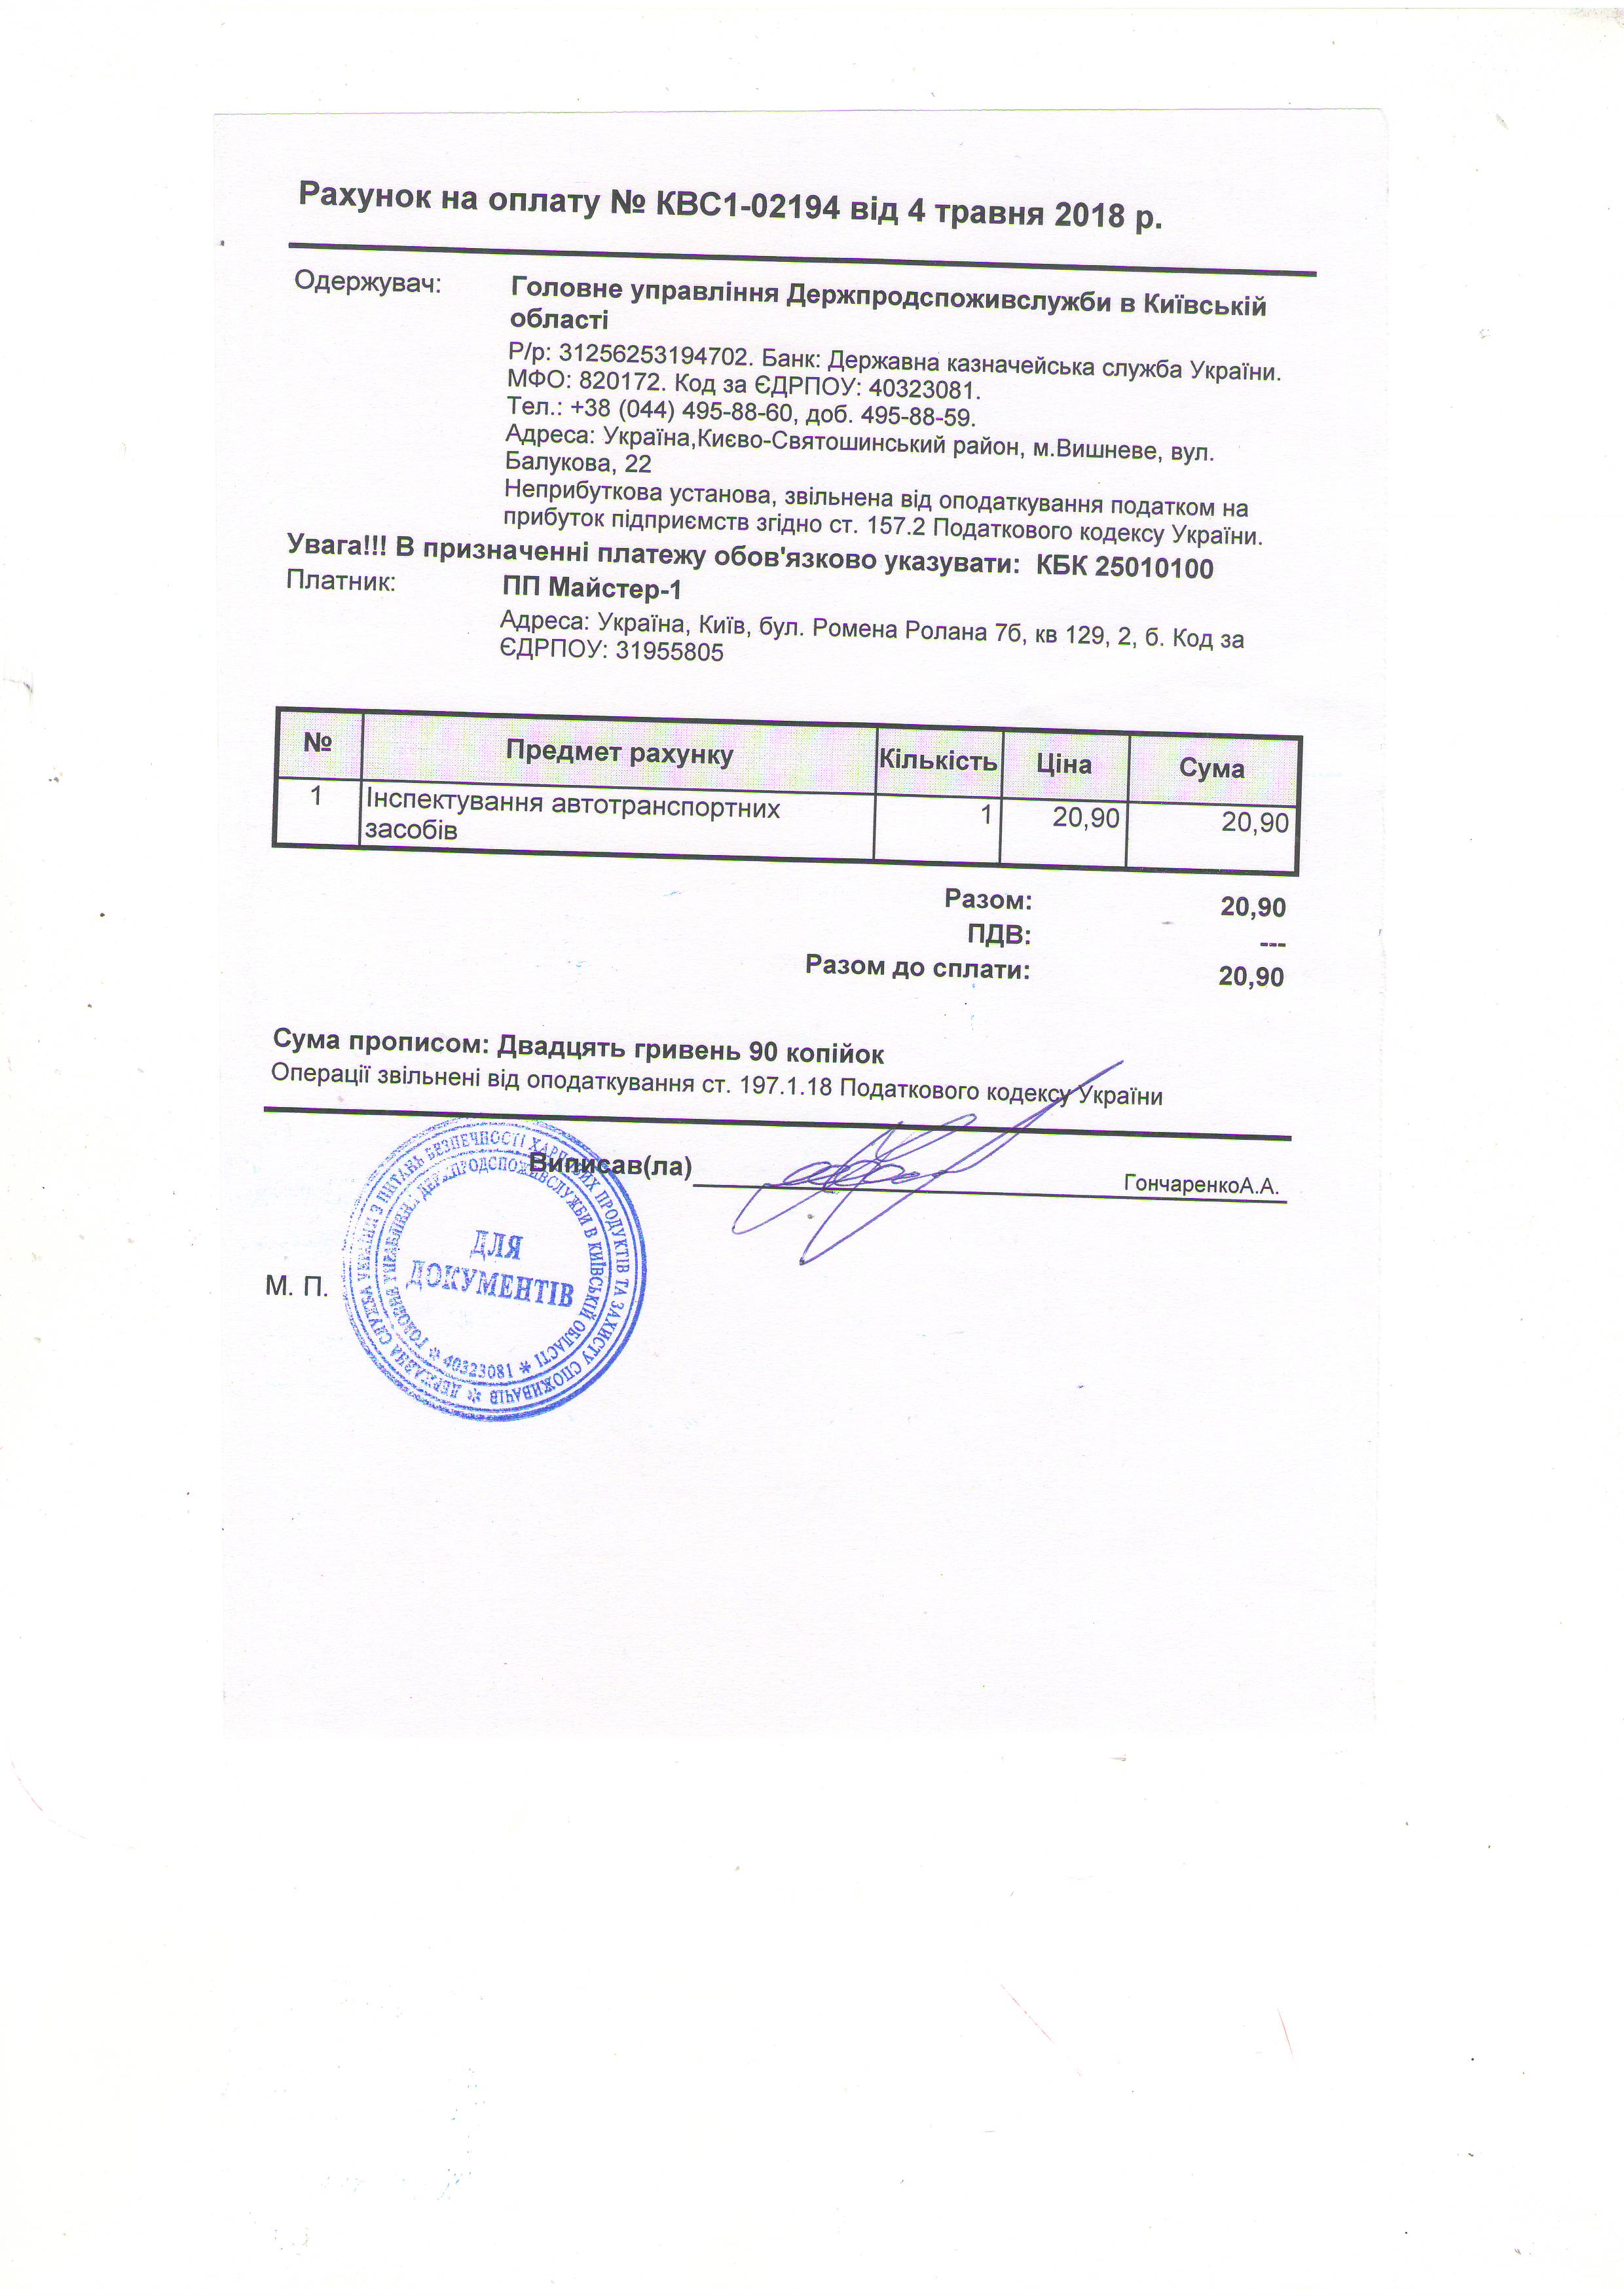 Рахунок на оплату № КВС1-02194 від 4 травня 2018 р.
Одержувач: Головне управління Держпродспоживслужби в Київській
області
Р/р: 31256253194702. Банк: Державна казначейська служба України.
МФО: 820172. Код за ЄДРПОУ: 40323081.
Тел.: +38 (044) 495-88-60, доб. 495-88-59.
Адреса: Україна,Києво-Святошинський район, м.Вишневе, вул.
Балукова, 22
Неприбуткова установа, звільнена від оподаткування податком на
прибуток підприємств згідно ст. 157.2 Податкового кодексу України.
Увага!!! В призначенні платежу обов'язково указувати: КБК 25010100
Платник: ПП Майстер-1
Адреса: Україна, Київ, бул. Ромена Ролана 7б, кв 129, 2, б. Код за
ЄДРПОУ: 31955805
№ Предмет рахунку Кількість Ціна Сума
1 Інспектування автотранспортних 1 20,90 20,90
засобів
Разом: 20,90
ПДВ: ---
Разом до сплати: 20,90
Сума прописом: Двадцять гривень 90 копійок
Операції звільнені від оподаткування ст. 197.1.18 Податкового кодексу України
Виписав(ла) ГончаренкоА.А.
М. П.
ДЕРЖАВНА СЛУЖБА УКРАЇНИ З ПИТАНЬ БЕЗПЕЧНОСТІ ХАРЧОВИХ ПРОДУКТІВ ТА ЗАХИСТУ СПОЖИВАЧІВ *
ГОЛОВНЕ УПРАВЛІННЯ ДЕРЖПРОДСПОЖИВСЛУЖБИ В КИЇВСЬКІЙ ОБЛАСТІ * 40323081 *
ДЛЯ
ДОКУМЕНТІВ